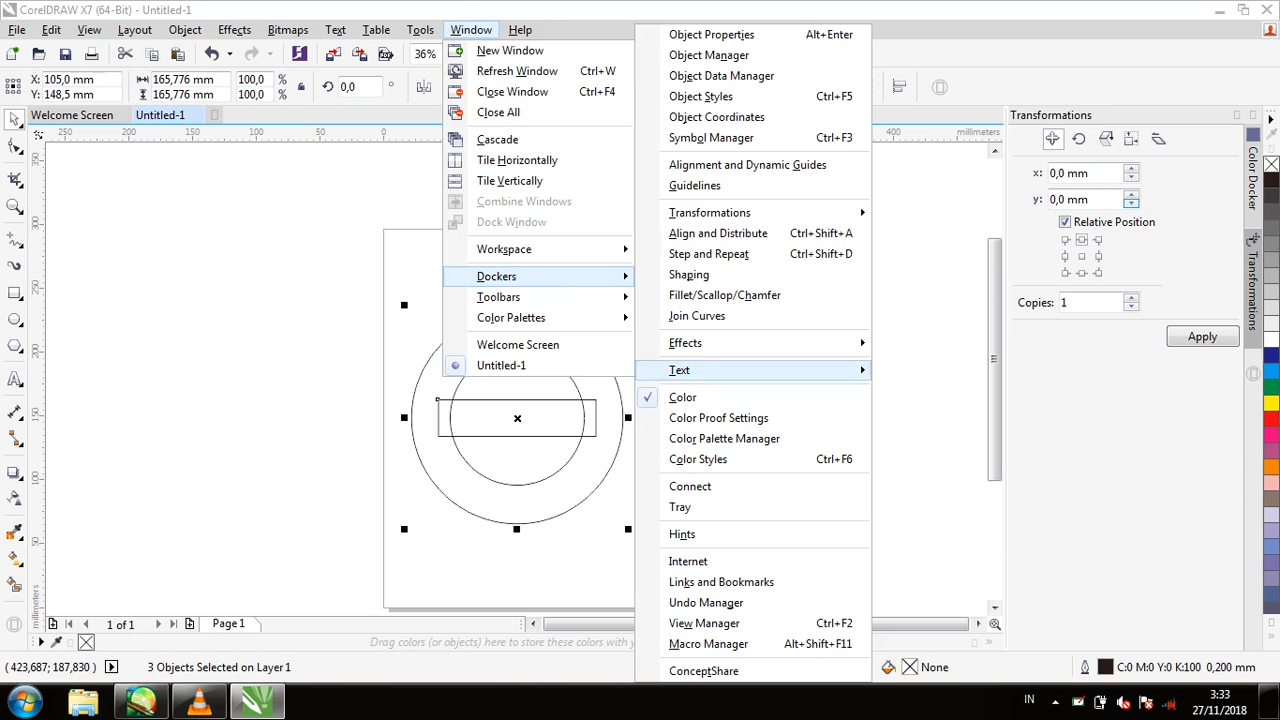 CorelDRAW X7 (64-Bit) - Untitled-1
File Edit View Layout Object Effects Bitmaps Text Table Tools Window Help
36%
X: 105,0 mm
Y: 148,5 mm
165,776 mm
165,776 mm
100,0 %
100,0 %
0,0 °
Welcome Screen
Untitled-1
250 200 150 100 50 0 400 millimeters
300
250
200
150
100
50
millimeters
New Window
Refresh Window Ctrl+W
Close Window Ctrl+F4
Close All
Cascade
Tile Horizontally
Tile Vertically
Combine Windows
Dock Window
Workspace
Dockers
Toolbars
Color Palettes
Welcome Screen
Untitled-1
Object Properties Alt+Enter
Object Manager
Object Data Manager
Object Styles Ctrl+F5
Object Coordinates
Symbol Manager Ctrl+F3
Alignment and Dynamic Guides
Guidelines
Transformations
Align and Distribute Ctrl+Shift+A
Step and Repeat Ctrl+Shift+D
Shaping
Fillet/Scallop/Chamfer
Join Curves
Effects
Text
Color
Color Proof Settings
Color Palette Manager
Color Styles Ctrl+F6
Connect
Tray
Hints
Internet
Links and Bookmarks
Undo Manager
View Manager Ctrl+F2
Macro Manager Alt+Shift+F11
ConceptShare
Transformations
x: 0,0 mm
y: 0,0 mm
Relative Position
Copies: 1
Apply
Color Docker
Transformations
1 of 1
Page 1
Drag colors (or objects) here to store these colors with y
( 423,687; 187,830 )
3 Objects Selected on Layer 1
None
C:0 M:0 Y:0 K:100 0,200 mm
IN
3:33
27/11/2018